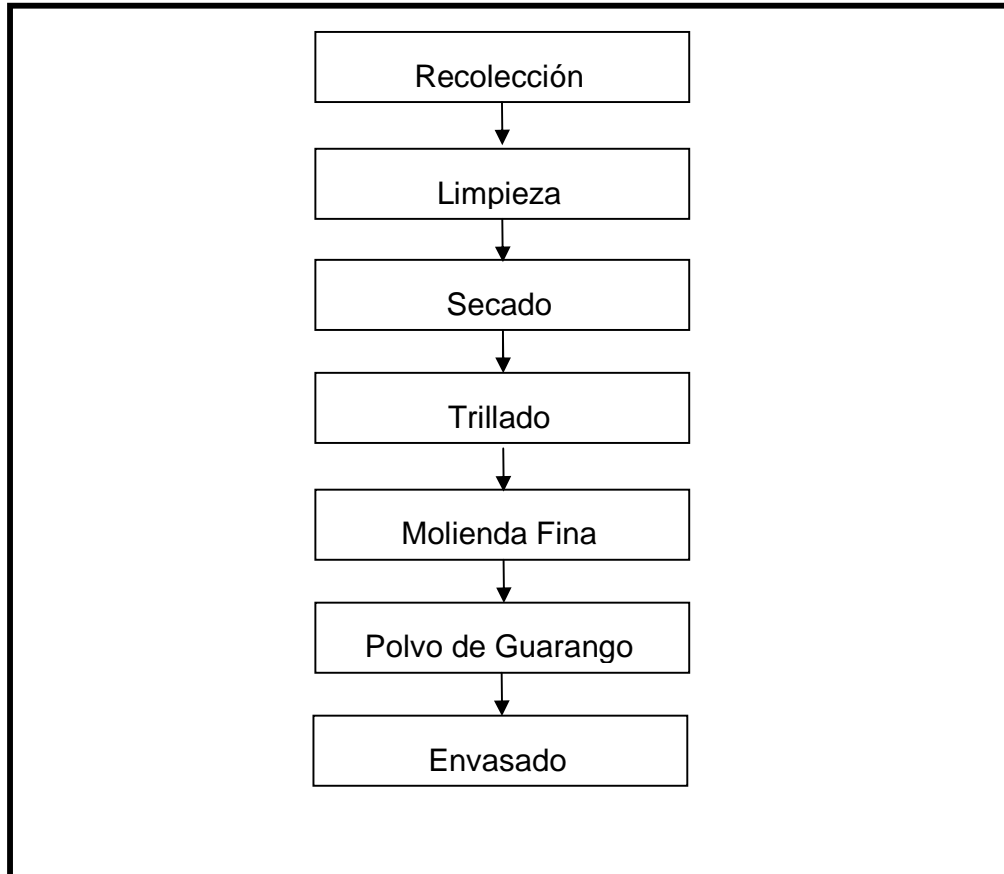 Recolección
Limpieza
Secado
Trillado
Molienda Fina
Polvo de Guarango
Envasado